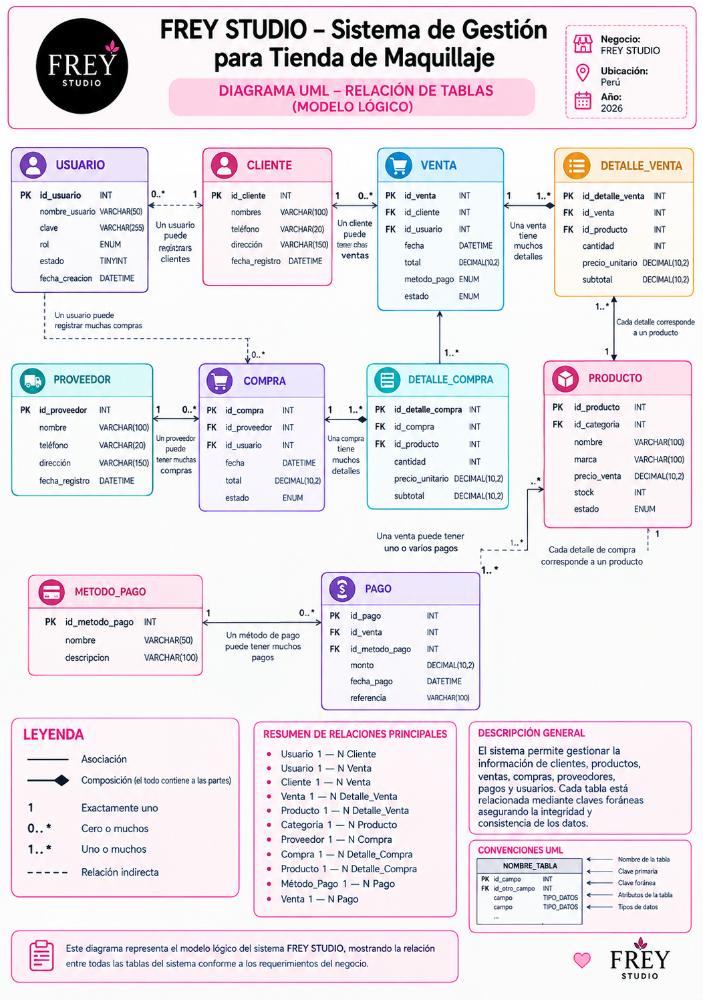 FREY
STUDIO
FREY STUDIO – Sistema de Gestión
para Tienda de Maquillaje
DIAGRAMA UML – RELACIÓN DE TABLAS
(MODELO LÓGICO)
Negocio:
FREY STUDIO
Ubicación:
Perú
Año:
2026
USUARIO
PK id_usuario INT
nombre_usuario VARCHAR(50)
clave VARCHAR(255)
rol ENUM
estado TINYINT
fecha_creacion DATETIME
0..* 1
Un usuario
puede
clientes
CLIENTE
PK id_cliente INT
nombres VARCHAR(100)
teléfono VARCHAR(20)
dirección VARCHAR(150)
fecha_registro DATETIME
1 0..*
Un cliente
puede
tener
ventas
VENTA
PK id_venta INT
FK id_cliente INT
FK id_usuario INT
fecha DATETIME
total DECIMAL(10,2)
metodo_pago ENUM
estado ENUM
1 1..*
Una venta
tiene
muchos
detalles
DETALLE_VENTA
PK id_detalle_venta INT
FK id_venta INT
FK id_producto INT
cantidad INT
precio_unitario DECIMAL(10,2)
subtotal DECIMAL(10,2)
Un usuario puede
registrar muchas compras
0..*
1..*
1..*
Cada detalle corresponde
a un producto
1
PROVEEDOR
PK id_proveedor INT
nombre VARCHAR(100)
teléfono VARCHAR(20)
dirección VARCHAR(150)
fecha_registro DATETIME
1 0..*
Un proveedor
puede
tener muchas
compras
COMPRA
PK id_compra INT
FK id_proveedor INT
FK id_usuario INT
fecha DATETIME
total DECIMAL(10,2)
estado ENUM
1 1..*
Una compra
tiene
muchos
detalles
DETALLE_COMPRA
PK id_detalle_compra INT
FK id_compra INT
FK id_producto INT
cantidad INT
precio_unitario DECIMAL(10,2)
subtotal DECIMAL(10,2)
PRODUCTO
PK id_producto INT
FK id_categoria INT
nombre VARCHAR(100)
marca VARCHAR(100)
precio_venta DECIMAL(10,2)
stock INT
estado ENUM
..*
1
Una venta puede tener
uno o varios pagos
1..*
1..*
Cada detalle de compra
corresponde a un producto
METODO_PAGO
PK id_metodo_pago INT
nombre VARCHAR(50)
descripcion VARCHAR(100)
1 0..*
Un método de pago
puede tener muchos
pagos
PAGO
PK id_pago INT
FK id_venta INT
FK id_metodo_pago INT
monto DECIMAL(10,2)
fecha_pago DATETIME
referencia VARCHAR(100)
LEYENDA
Asociación
Composición (el todo contiene a las partes)
1 Exactamente uno
0..* Cero o muchos
1..* Uno o muchos
Relación indirecta
RESUMEN DE RELACIONES PRINCIPALES
• Usuario 1 — N Cliente
• Usuario 1 — N Venta
• Cliente 1 — N Venta
• Venta 1 — N Detalle_Venta
• Producto 1 — N Detalle_Venta
• Categoría 1 — N Producto
• Proveedor 1 — N Compra
• Compra 1 — N Detalle_Compra
• Producto 1 — N Detalle_Compra
• Método_Pago 1 — N Pago
• Venta 1 — N Pago
DESCRIPCIÓN GENERAL
El sistema permite gestionar la
información de clientes, productos,
ventas, compras, proveedores,
pagos y usuarios. Cada tabla está
relacionada mediante claves foráneas
asegurando la integridad y
consistencia de los datos.
CONVENCIONES UML
NOMBRE_TABLA
PK id_campo INT
FK id_otro_campo INT
campo TIPO_DATOS
campo TIPO_DATOS
...
Nombre de la tabla
Clave primaria
Clave foránea
Atributos de la tabla
Tipos de datos
Este diagrama representa el modelo lógico del sistema FREY STUDIO, mostrando la relación
entre todas las tablas del sistema conforme a los requerimientos del negocio.
FREY
STUDIO